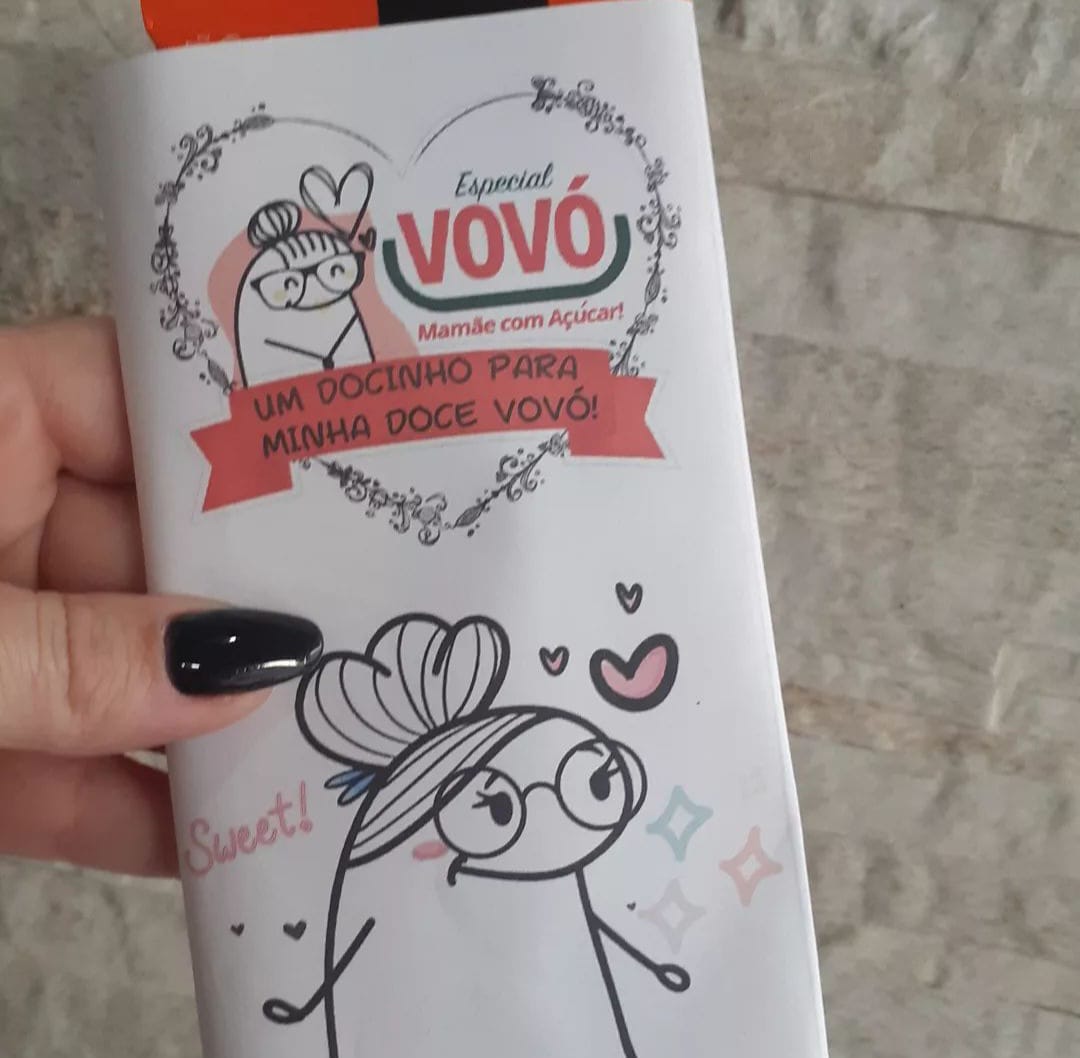 Especial
VOVÓ
Mamãe com Açúcar!
UM DOCINHO PARA
MINHA DOCE VOVÓ!
Sweet!